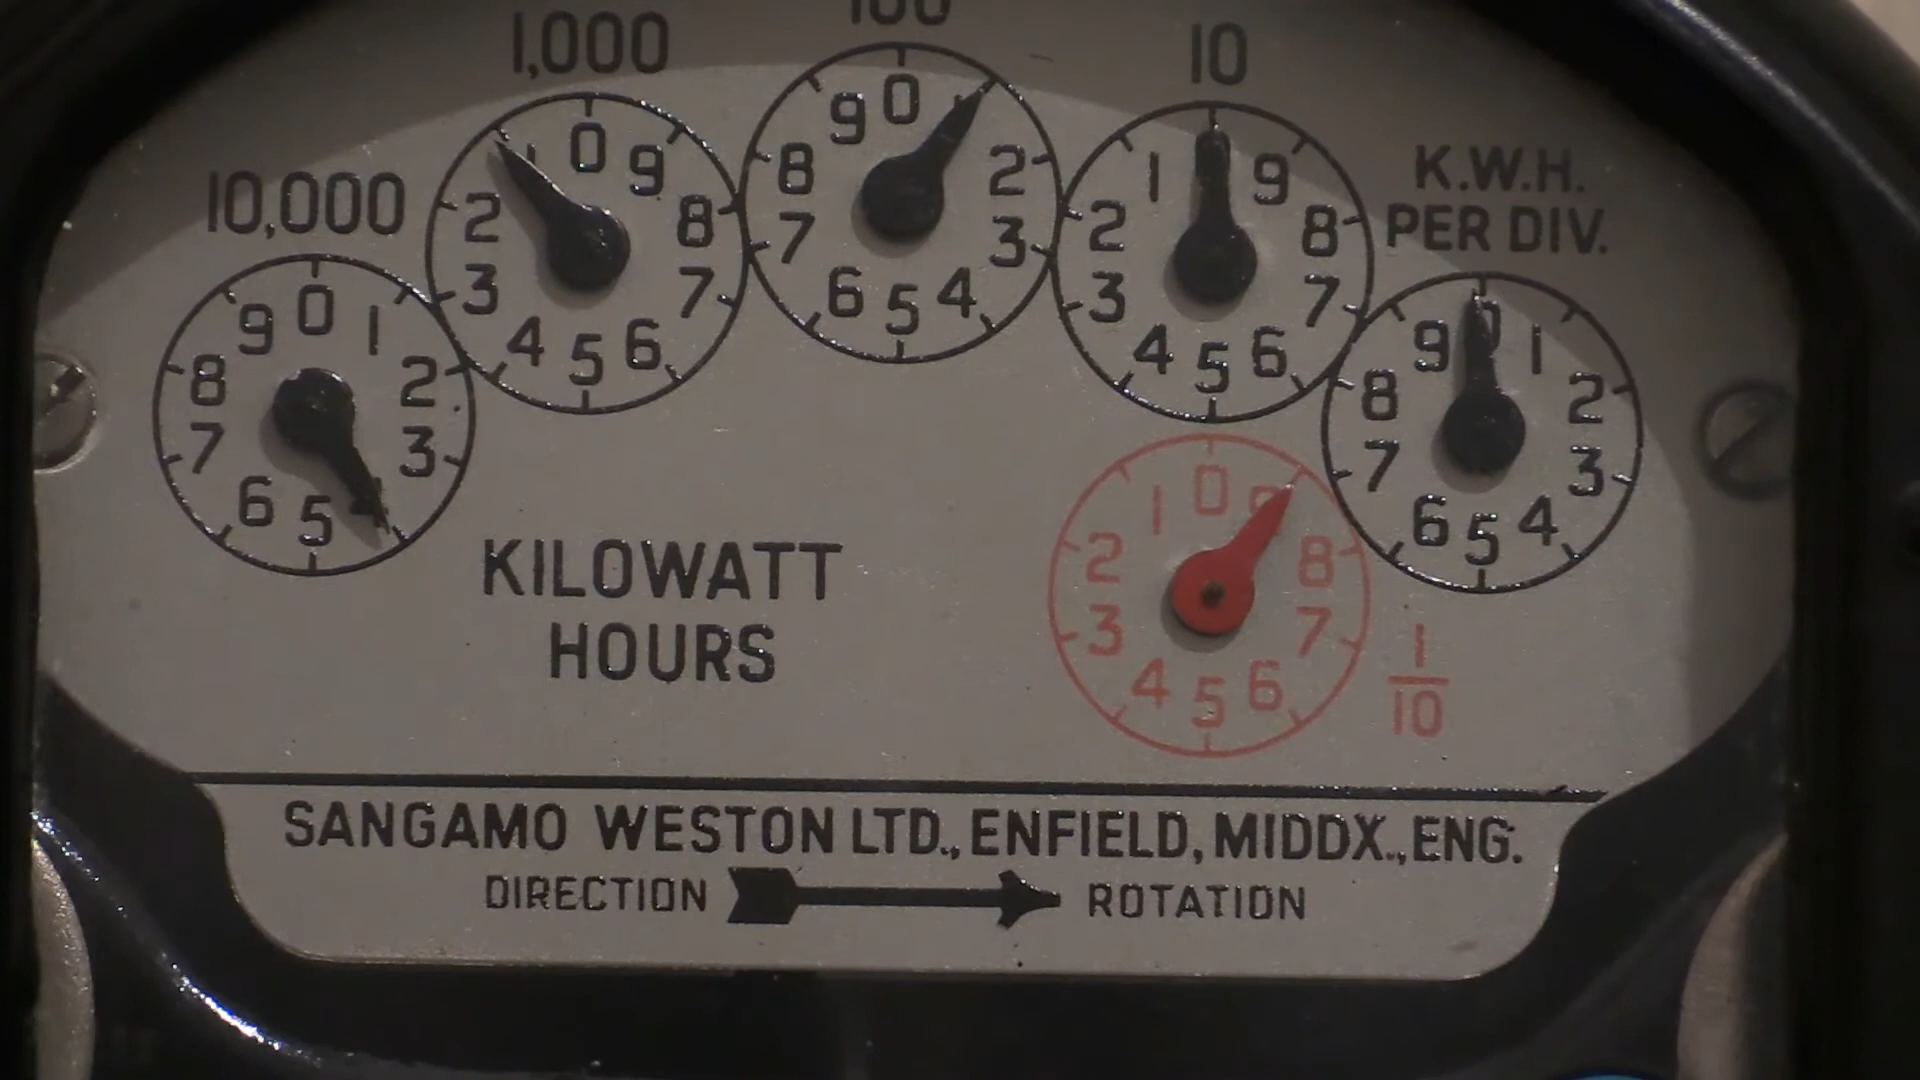 10,000
1,000
100
10
K.W.H.
PER DIV.
0 1 2 3 4 5 6 7 8 9
0 9 8 7 6 5 4 3 2 1
0 2 3 4 5 6 7 8 9
9 8 7 6 5 4 3 2 1
0 1 2 3 4 5 6 7 8 9
KILOWATT
HOURS
0 8 7 6 5 4 3 2 1
1
10
SANGAMO WESTON LTD., ENFIELD, MIDDX., ENG.
DIRECTION ROTATION